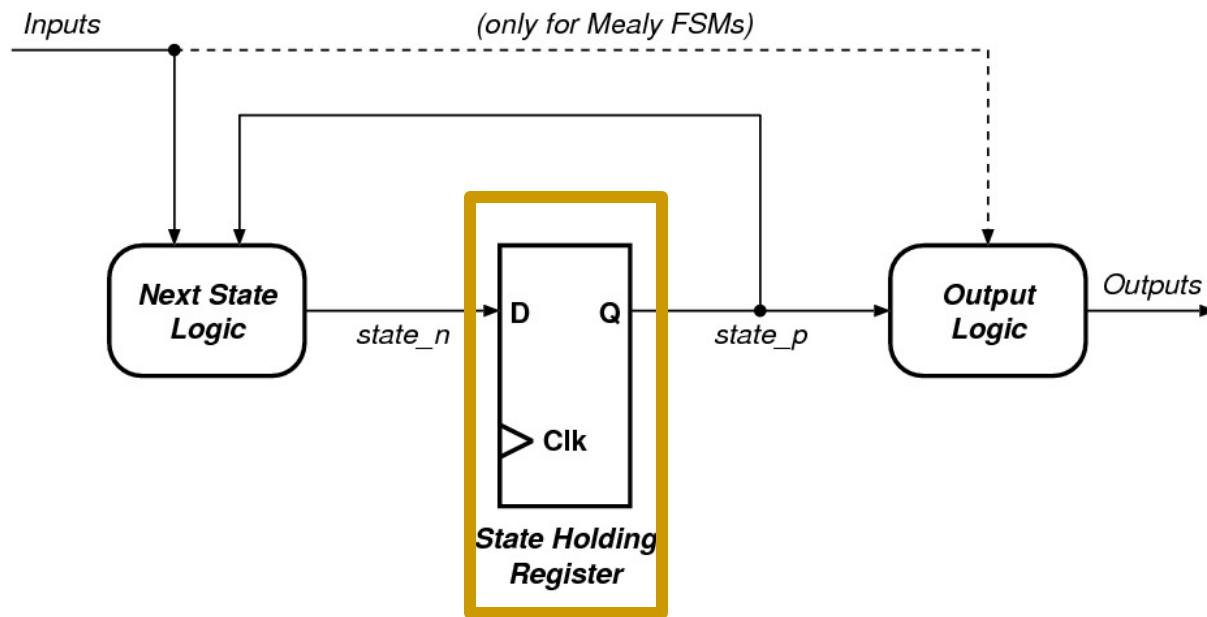 Inputs
(only for Mealy FSMs)
Next State
Logic
state_n
D
Q
Clk
State Holding
Register
state_p
Output
Logic
Outputs